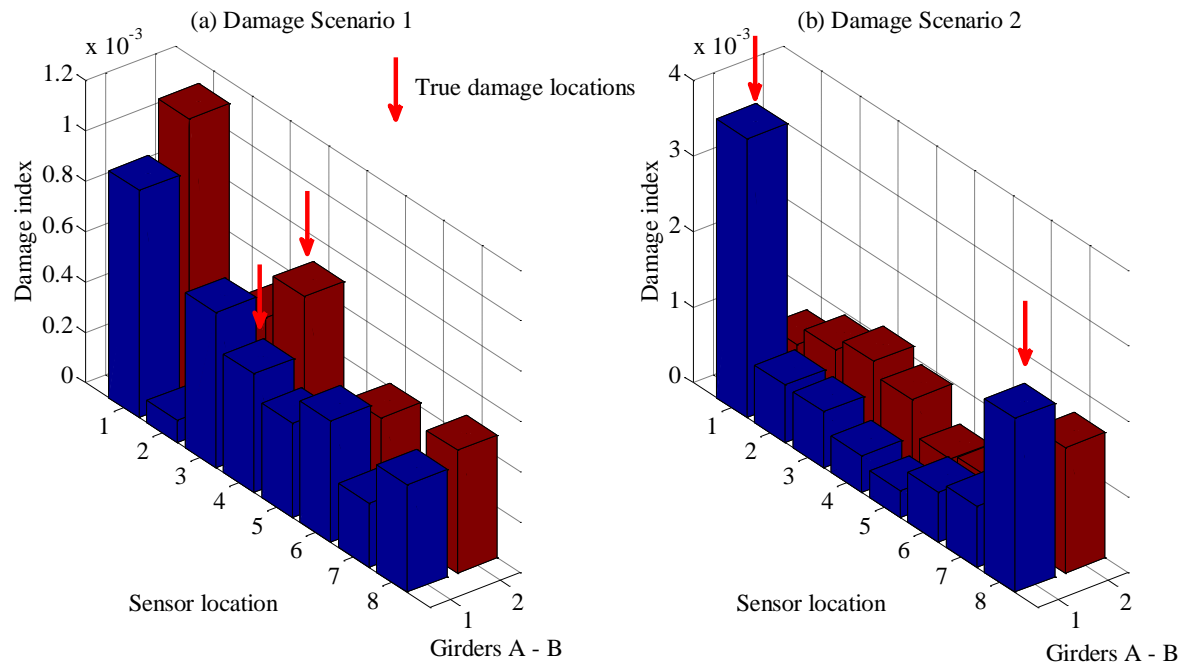 (a) Damage Scenario 1
x 10-3
1.2
1
0.8
0.6
0.4
0.2
0
Damage index
True damage locations
1
2
3
4
5
6
7
8
1
2
Sensor location
Girders A - B
(b) Damage Scenario 2
x 10-3
4
3
2
1
0
Damage index
1
2
3
4
5
6
7
8
1
2
Sensor location
Girders A - B